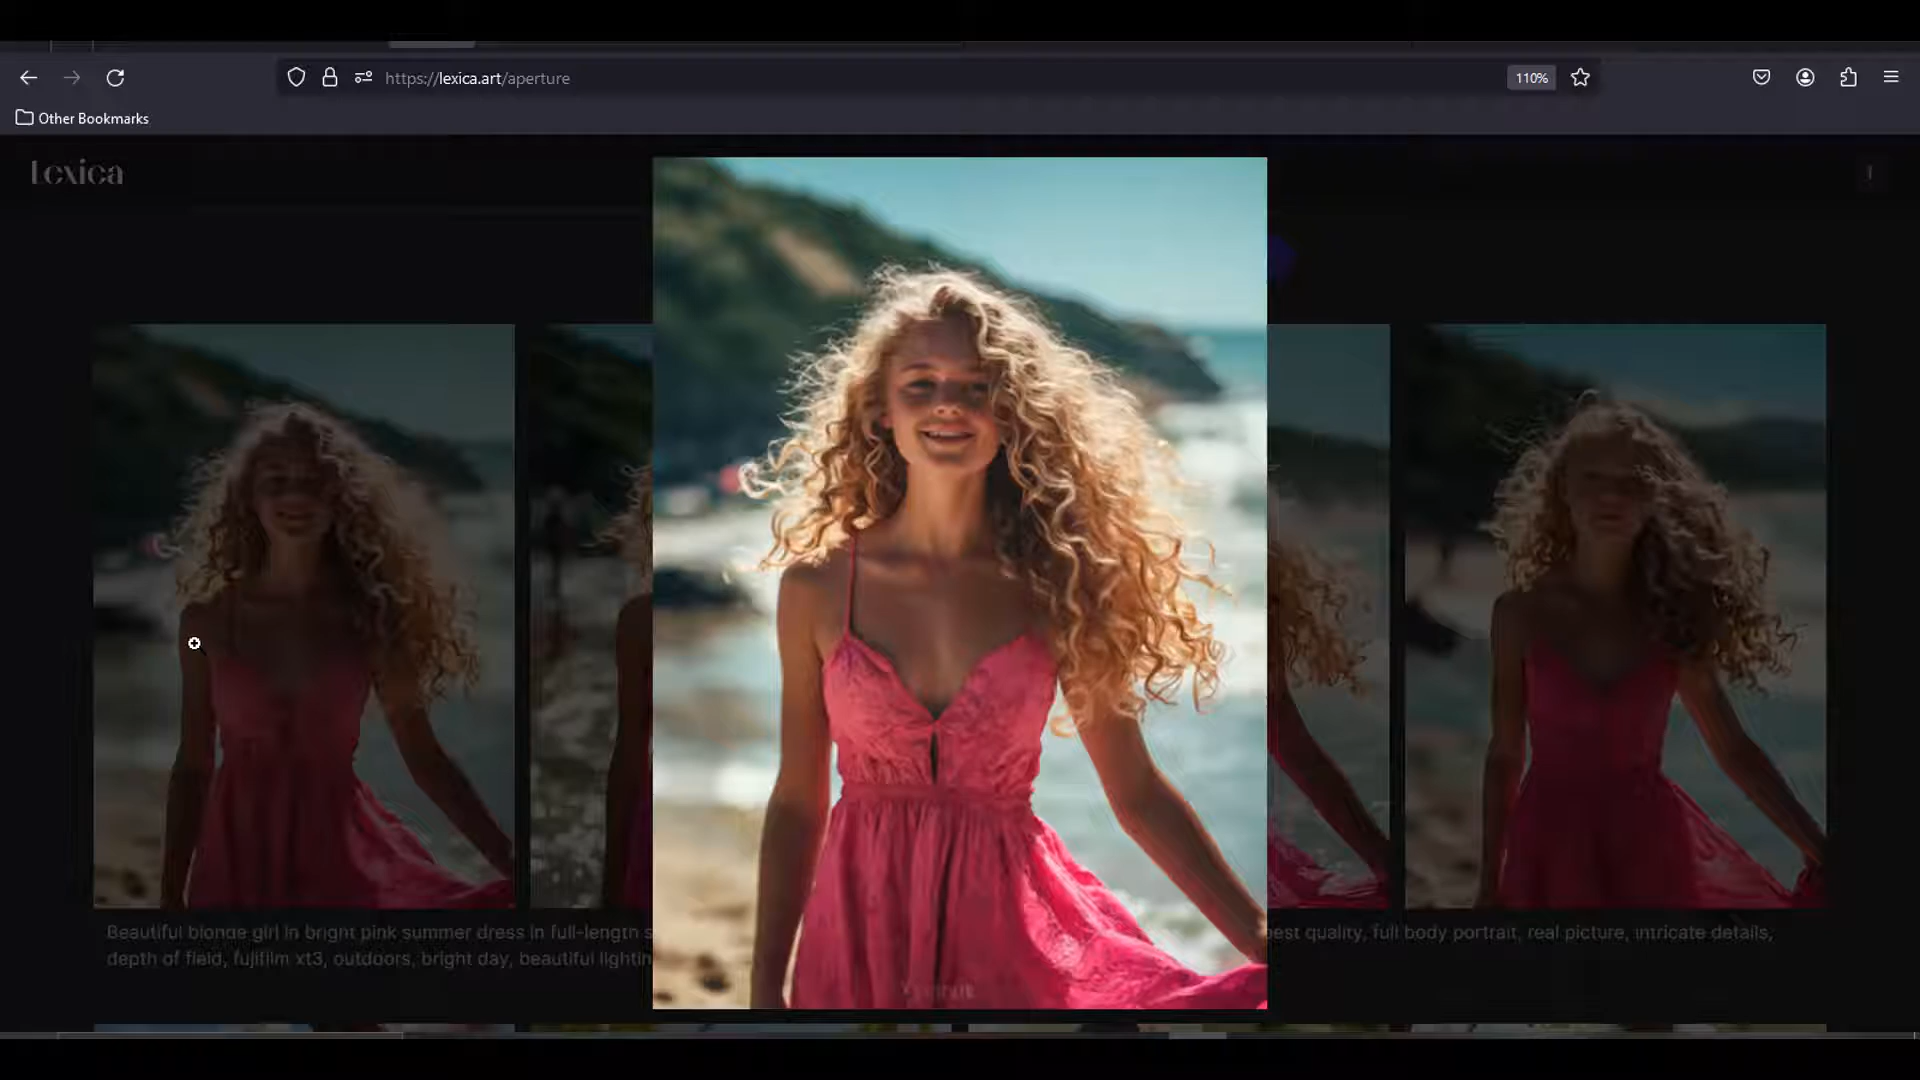 https://lexica.art/aperture
110%
Other Bookmarks
Lexica
Beautiful blonde girl in bright pink summer dress in full-length s
best quality, full body portrait, real picture, intricate details,
depth of field, fujifilm xt3, outdoors, bright day, beautiful lightin